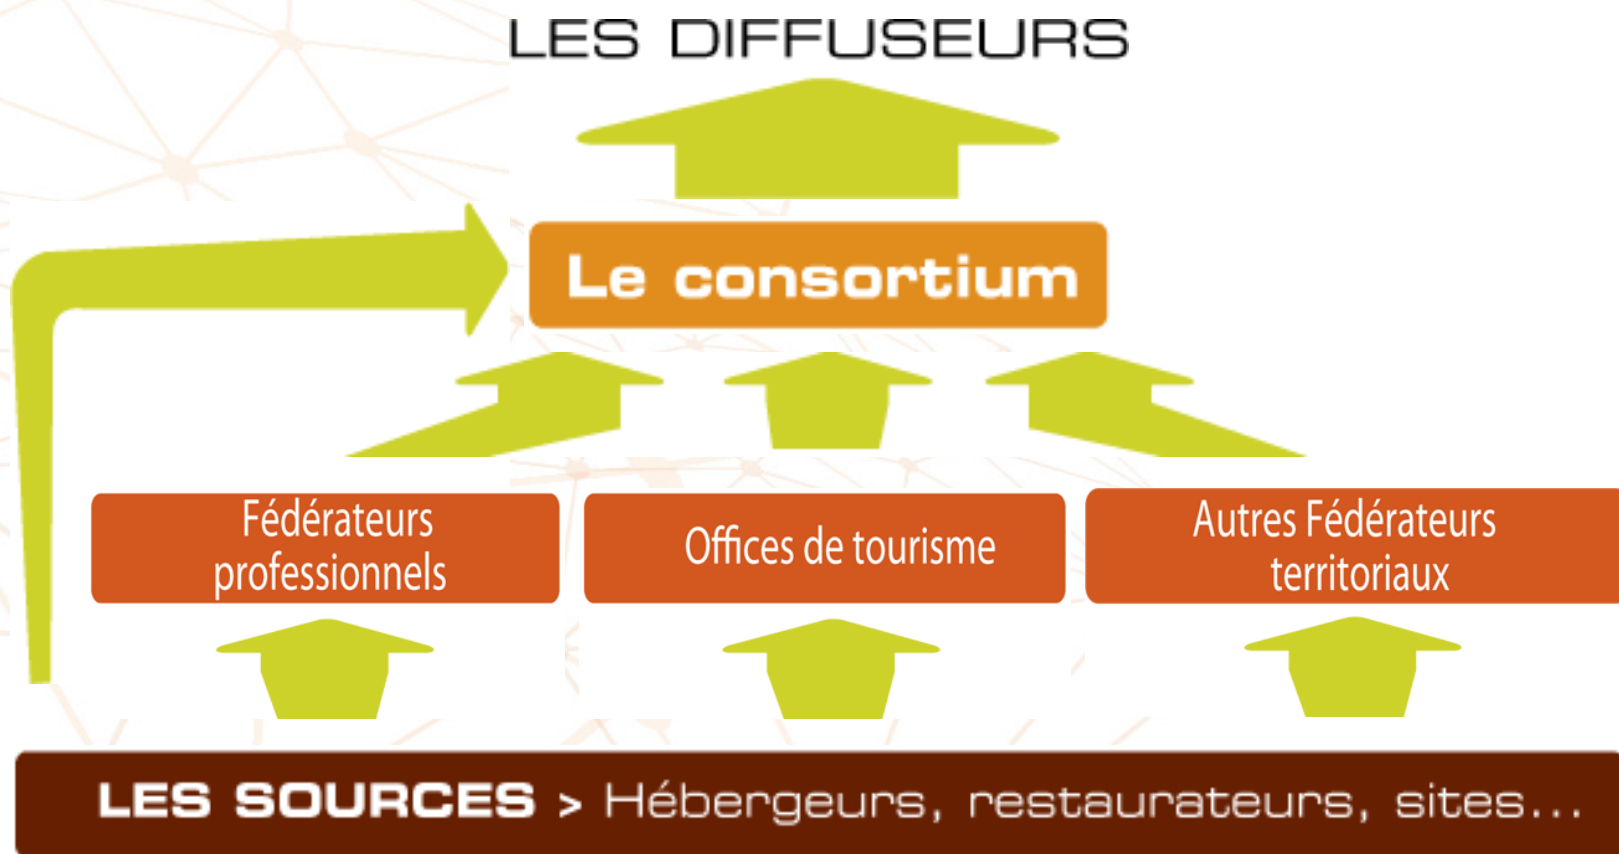 LES DIFFUSEURS
Le consortium
Fédérateurs
professionnels
Offices de tourisme
Autres Fédérateurs
territoriaux
LES SOURCES > Hébergeurs, restaurateurs, sites...